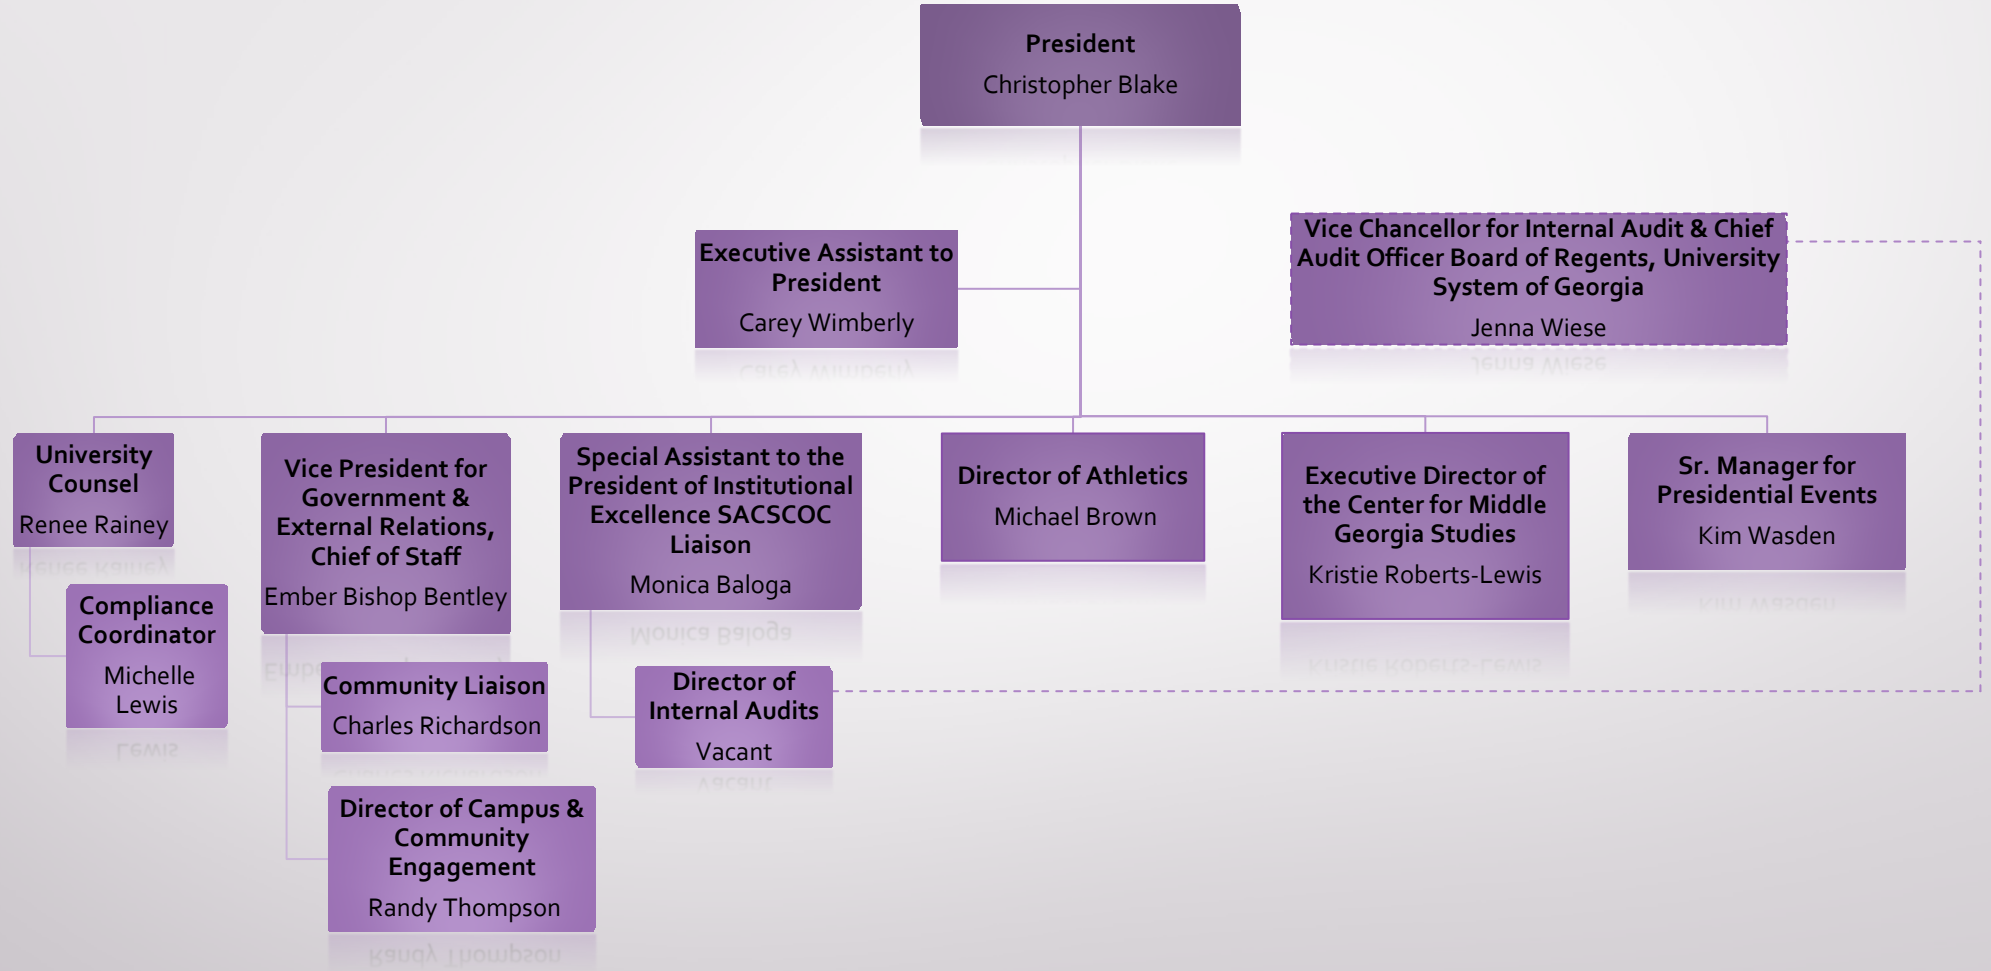 President
Christopher Blake
Executive Assistant to
President
Carey Wimberly
Vice Chancellor for Internal Audit & Chief
Audit Officer Board of Regents, University
System of Georgia
Jenna Wiese
University
Counsel
Renee Rainey
Compliance
Coordinator
Michelle
Lewis
Vice President for
Government &
External Relations,
Chief of Staff
Ember Bishop Bentley
Community Liaison
Charles Richardson
Director of Campus &
Community
Engagement
Randy Thompson
Special Assistant to the
President of Institutional
Excellence SACSCOC
Liaison
Monica Baloga
Director of
Internal Audits
Vacant
Director of Athletics
Michael Brown
Executive Director of
the Center for Middle
Georgia Studies
Kristie Roberts-Lewis
Sr. Manager for
Presidential Events
Kim Wasden